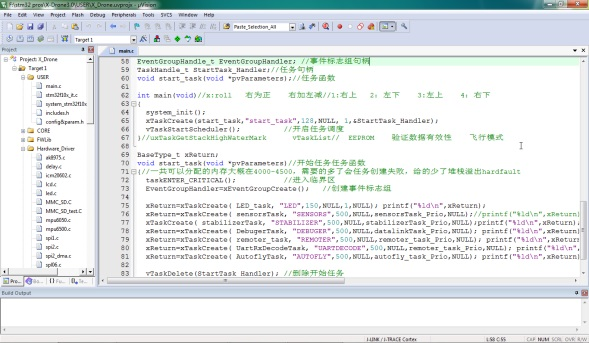 F:\stm32 proj\X-Drone1.0\USER\X_Drone.uvprojx - µVision
File Edit View Project Flash Debug Peripherals Tools SVCS Window Help
Paste_Selection_All
Target 1
Project
main.c
Project: X_Drone
Target 1
USER
main.c
stm32f10x_it.c
system_stm32f10x
includes.h
config&param.h
CORE
FWLib
Hardware_Driver
ak8975.c
delay.c
icm20602.c
lcd.c
led.c
MMC_SD.C
MMC_SD_test.C
mpu6050.c
mpu6500.c
spi1.c
spi2.c
spi2_dma.c
spl06.c
58 EventGroupHandle_t EventGroupHandler; //事件标志组句柄
59 TaskHandle_t StartTask_Handler;//任务句柄
60 void start_task(void *pvParameters);//任务函数
61
62 int main(void)//x:roll 右为正 右加左减/1:右上 2: 左下 3:左上 4: 右下
63 {
64 system_init();
65 xTaskCreate(start_task,"start_task",128,NULL, 1,&StartTask_Handler);
66 vTaskStartScheduler(); //开启任务调度
67 }//uxTaskGetStackHighWaterMark vTaskList// EEPROM 验证数据有效性 飞行模式
68
69 BaseType_t xReturn;
70 void start_task(void *pvParameters)//开始任务任务函数
71 {//一共可以分配的内存大概在4000-4500，需要的多了会任务创建失败，给的少了堆栈溢出hardfault
72 taskENTER_CRITICAL(); //进入临界区
73 EventGroupHandler=xEventGroupCreate(); //创建事件标志组
74
75 xReturn=xTaskCreate( LED_task, "LED",150,NULL,1,NULL); printf("%ld\n",xReturn);
76 xReturn=xTaskCreate( sensorsTask, "SENSORS",500,NULL,sensorsTask_Prio,NULL);//printf("%ld\n",xReturn)
77 xReturn=xTaskCreate( stabilizerTask, "STABILIZER",500,NULL,stabilizerTask_Prio,NULL);printf("%ld\n",
78 xReturn=xTaskCreate( DebugerTask, "DEBUGER",500,NULL,datalinkTask_Prio,NULL); printf("%ld\n",xReturn)
79 xReturn=xTaskCreate( remoter_task, "REMOTER",500,NULL,remoter_task_Prio,NULL); printf("%ld\n",xReturn
80 xReturn=xTaskCreate( UartRxDecodeTask, "UARTDECODE",500,NULL,remoter_task_Prio,NULL); printf("%ld\n",
81 xReturn=xTaskCreate( AutoflyTask, "AUTOFLY",500,NULL,autofly_task_Prio,NULL); printf("%ld\n",xReturn)
82
83 vTaskDelete(StartTask_Handler); //删除开始任务
Pro... Bo... {} Fu... Te...
Build Output
J-LINK / J-TRACE Cortex L:58 C:55 CAP NUM SCRL OVR R/W